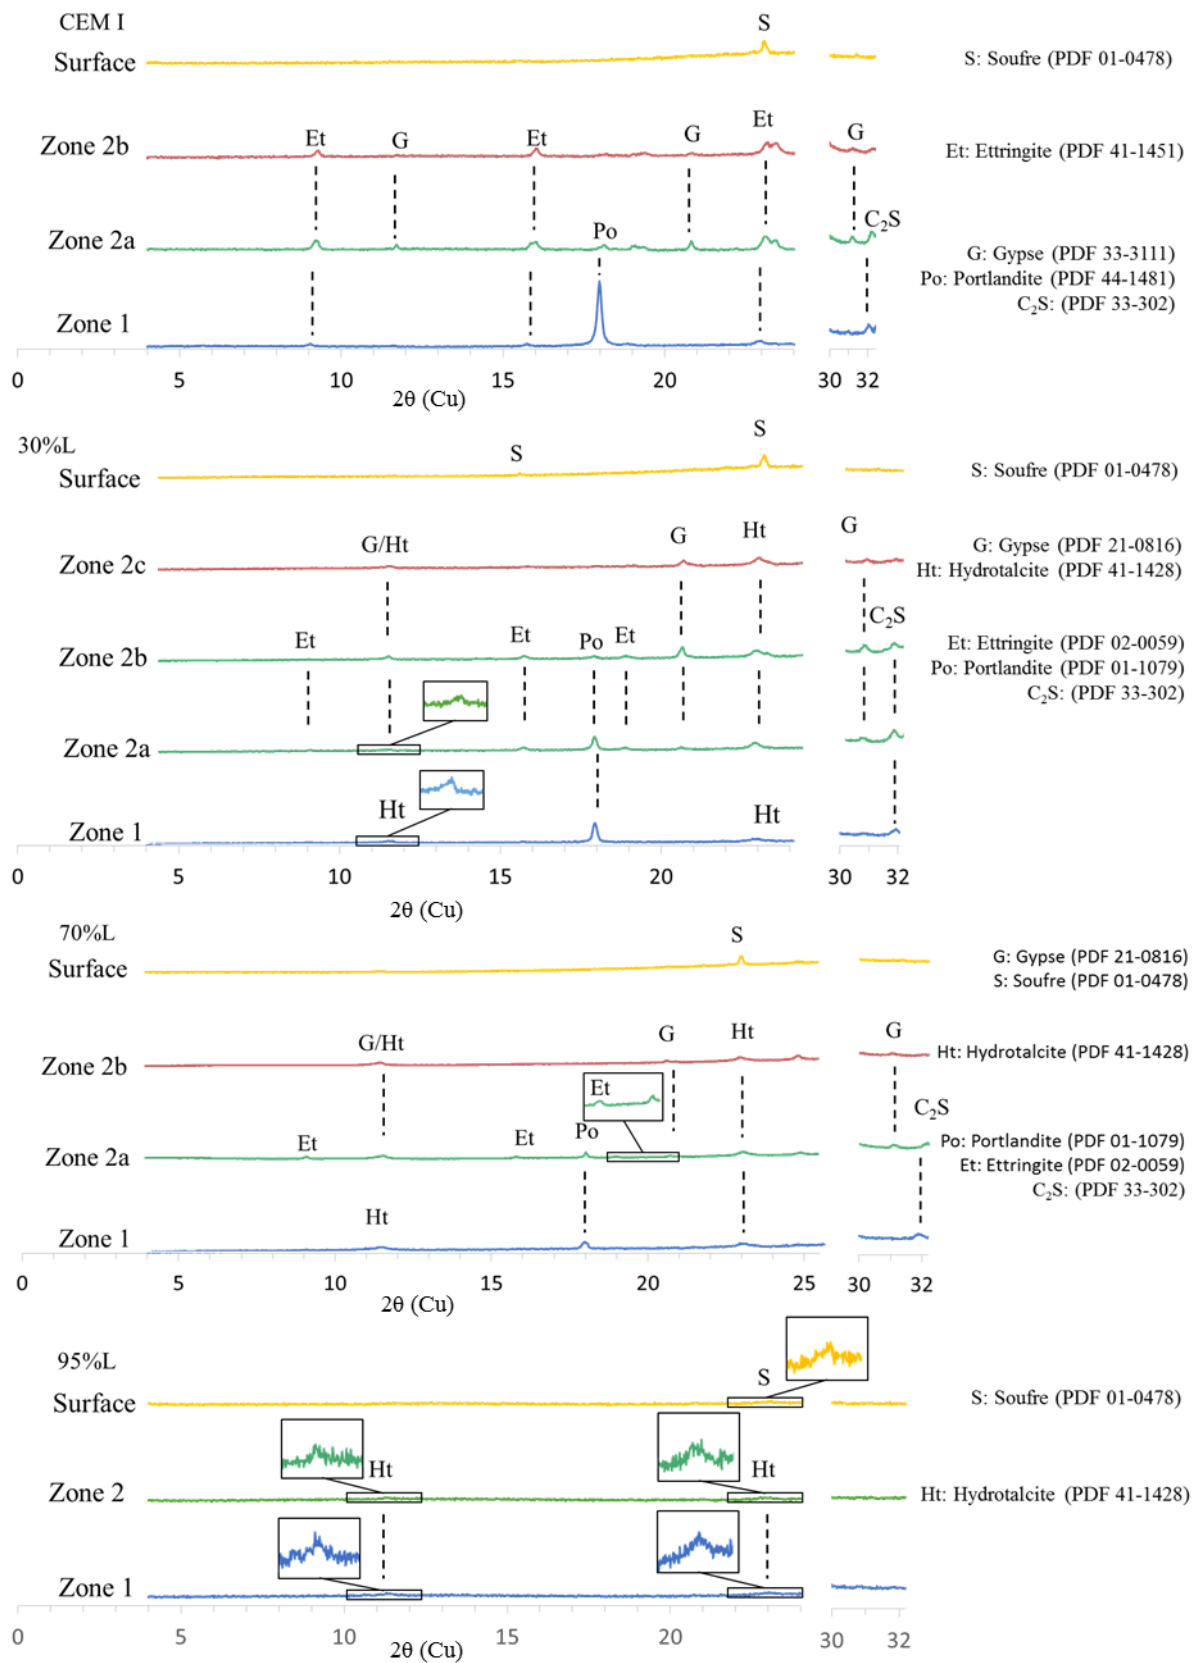 CEM I
S
Surface
S: Soufre (PDF 01-0478)
Zone 2b
Et
G
Et
G
Et
G
Et: Ettringite (PDF 41-1451)
Zone 2a
Po
C₂S
G: Gypse (PDF 33-3111)
Po: Portlandite (PDF 44-1481)
C₂S: (PDF 33-302)
Zone 1
0 5 10 15 20 30 32
2θ (Cu)
30%L
S
S
Surface
S: Soufre (PDF 01-0478)
Zone 2c
G/Ht
G
Ht
G
G: Gypse (PDF 21-0816)
Ht: Hydrotalcite (PDF 41-1428)
Zone 2b
Et
Et
Po
Et
C₂S
Et: Ettringite (PDF 02-0059)
Po: Portlandite (PDF 01-1079)
C₂S: (PDF 33-302)
Zone 2a
Zone 1
Ht
Ht
0 5 10 15 20 30 32
2θ (Cu)
70%L
S
Surface
G: Gypse (PDF 21-0816)
S: Soufre (PDF 01-0478)
Zone 2b
G/Ht
G
Ht
G
Ht: Hydrotalcite (PDF 41-1428)
Et
C₂S
Zone 2a
Et
Et
Po
Po: Portlandite (PDF 01-1079)
Et: Ettringite (PDF 02-0059)
C₂S: (PDF 33-302)
Zone 1
Ht
0 5 10 15 20 25 30 32
2θ (Cu)
95%L
S
Surface
S: Soufre (PDF 01-0478)
Zone 2
Ht
Ht
Ht: Hydrotalcite (PDF 41-1428)
Zone 1
0 5 10 15 20 30 32
2θ (Cu)